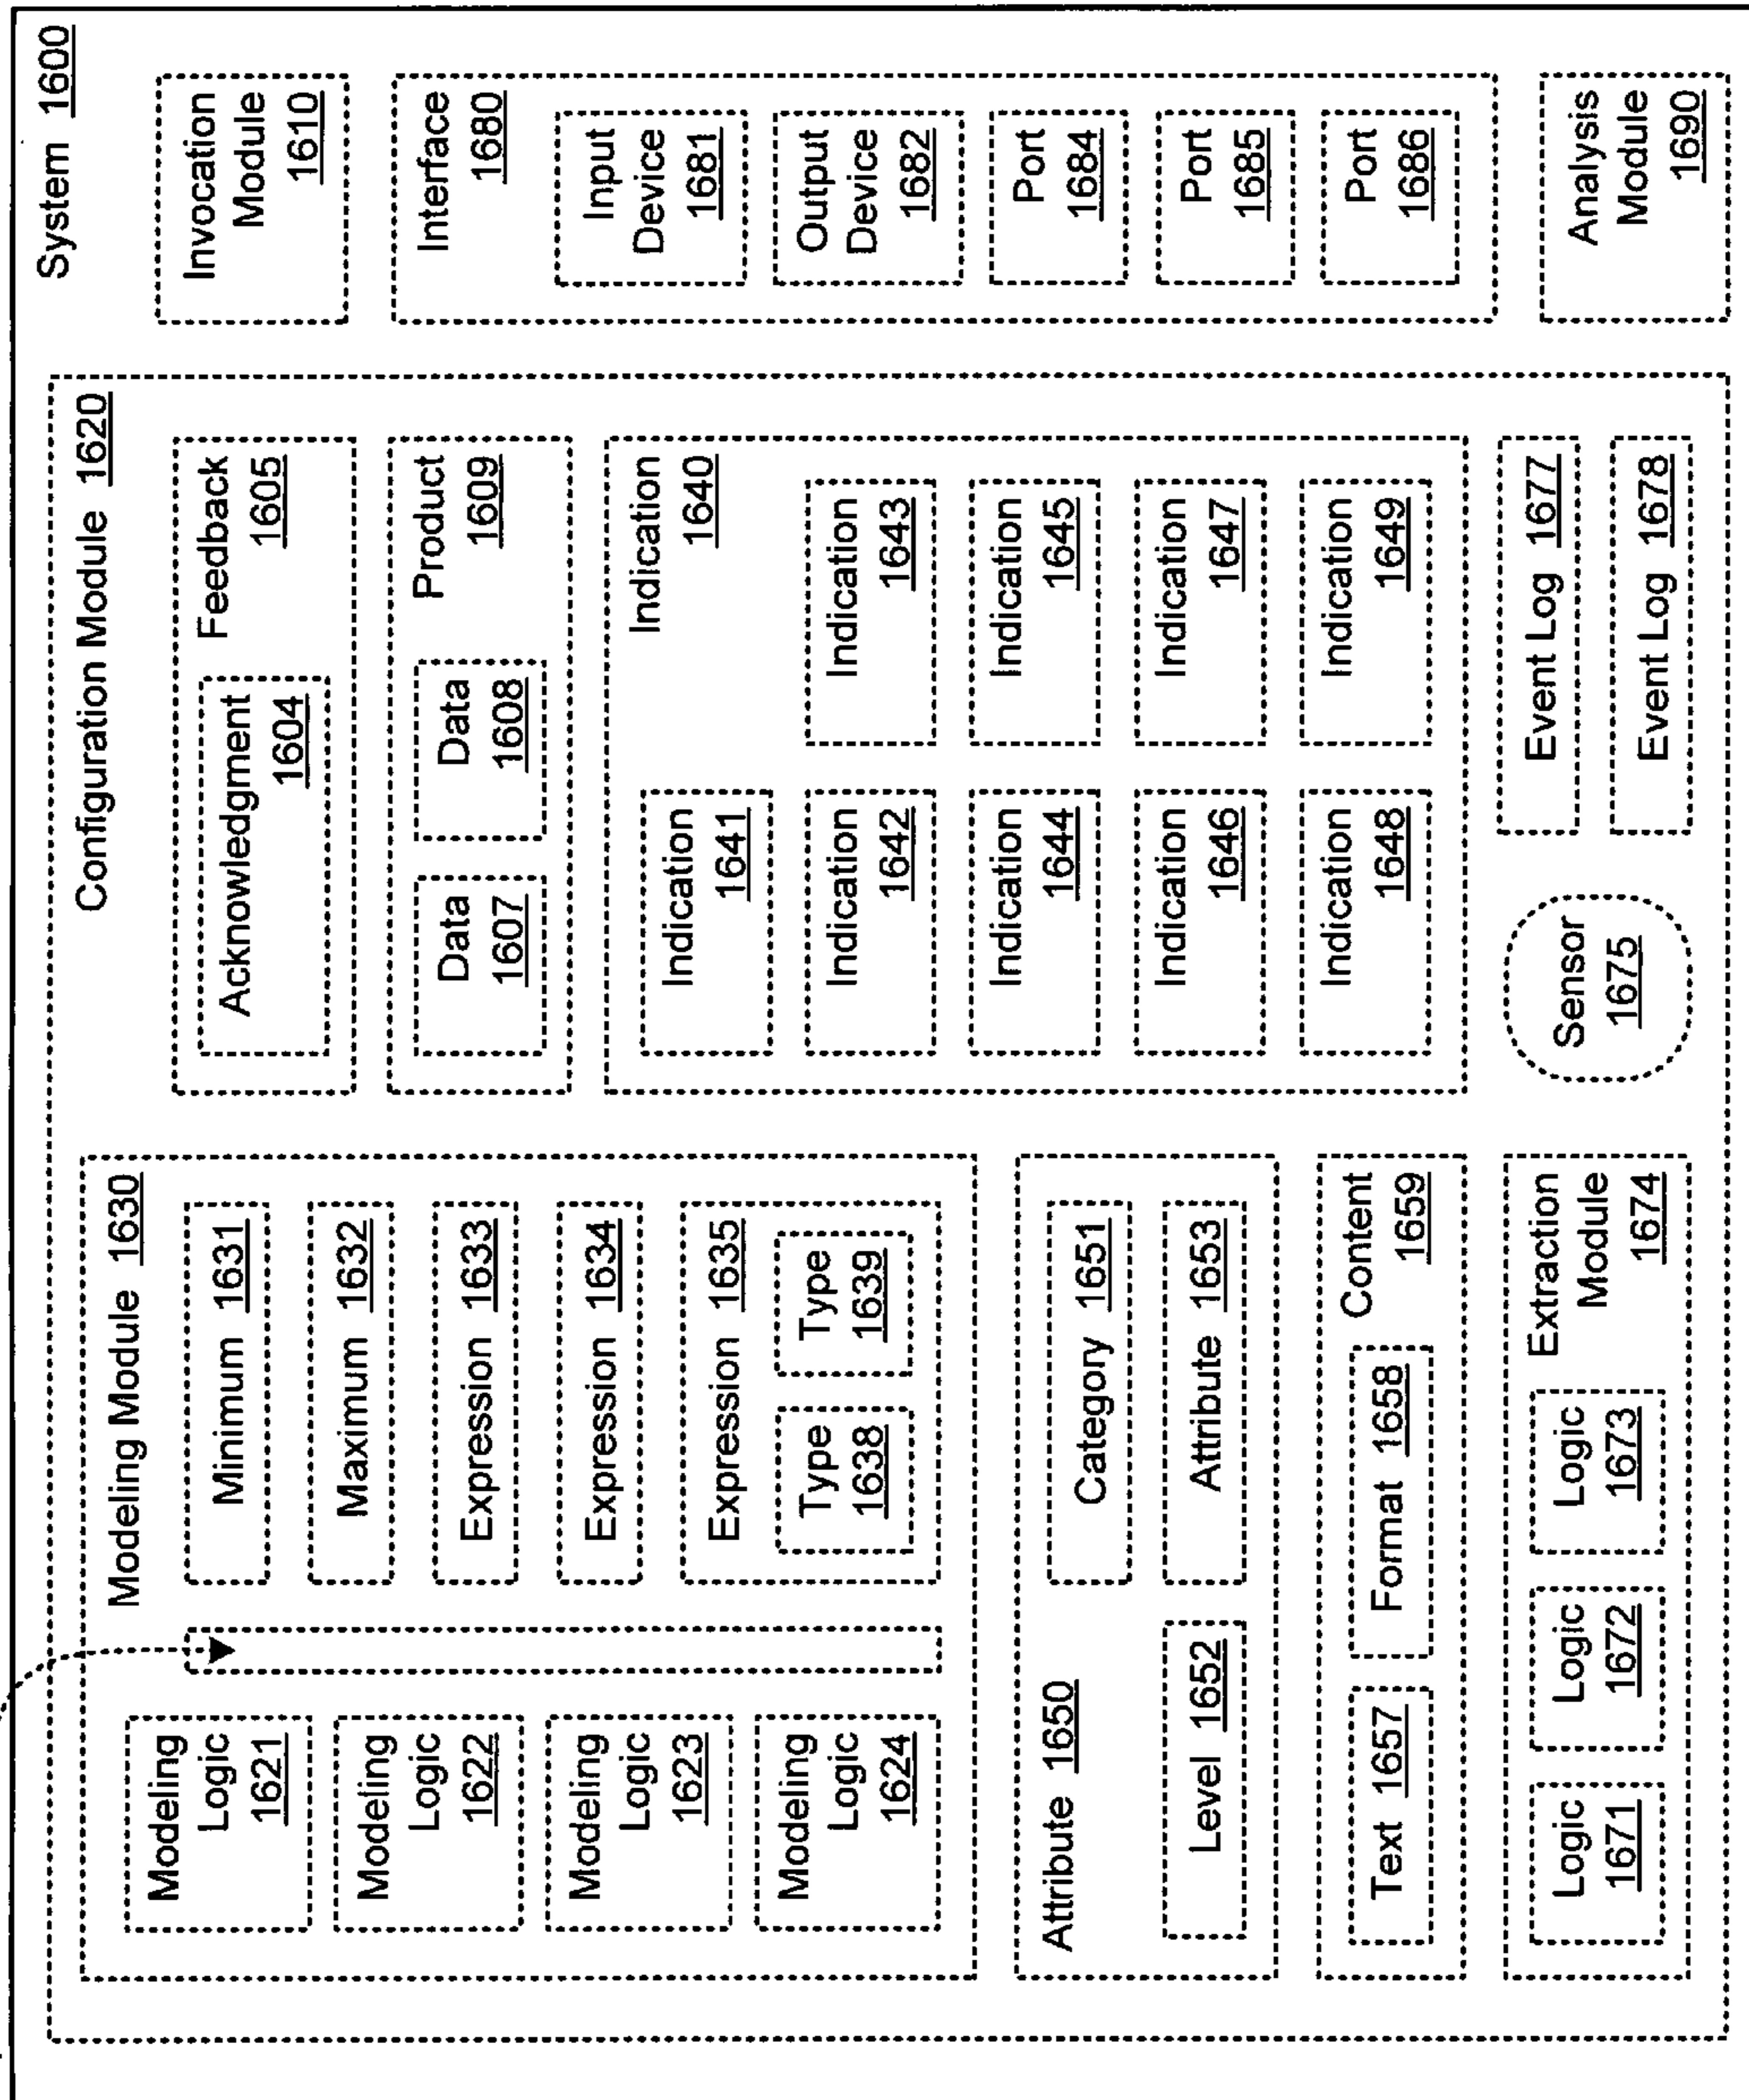 System 1600
Configuration Module 1620
Modeling Module 1630
Modeling
Logic
1621
Modeling
Logic
1622
Modeling
Logic
1623
Modeling
Logic
1624
Minimum 1631
Maximum 1632
Expression 1633
Expression 1634
Expression 1635
Type
1638
Type
1639
Attribute 1650
Category 1651
Level 1652
Attribute 1653
Content
1659
Text 1657
Format 1658
Extraction
Module
1674
Logic
1671
Logic
1672
Logic
1673
Feedback
1605
Acknowledgment
1604
Product
1609
Data
1607
Data
1608
Indication
1640
Indication
1641
Indication
1642
Indication
1643
Indication
1644
Indication
1645
Indication
1646
Indication
1647
Indication
1648
Indication
1649
Sensor
1675
Event Log 1677
Event Log 1678
Invocation
Module
1610
Interface
1680
Input
Device
1681
Output
Device
1682
Port
1684
Port
1685
Port
1686
Analysis
Module
1690